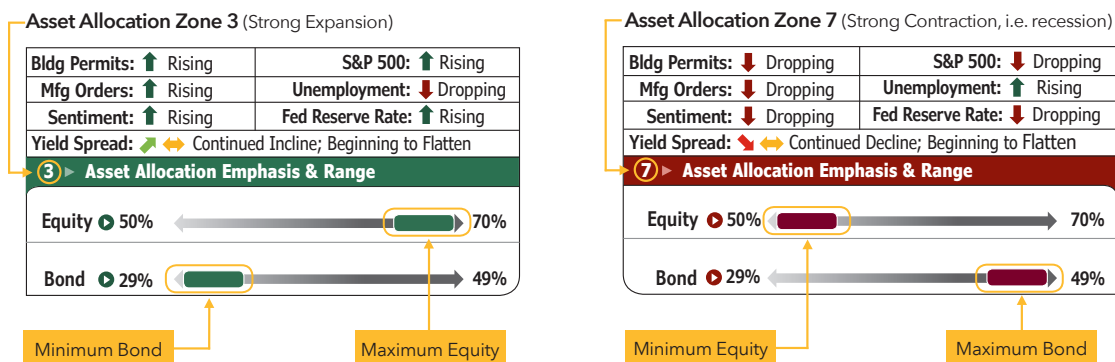 Asset Allocation Zone 3 (Strong Expansion)
Bldg Permits: Rising S&P 500: Rising
Mfg Orders: Rising Unemployment: Dropping
Sentiment: Rising Fed Reserve Rate: Rising
Yield Spread: Continued Incline; Beginning to Flatten
3 Asset Allocation Emphasis & Range
Equity 50% 70%
Bond 29% 49%
Minimum Bond Maximum Equity
Asset Allocation Zone 7 (Strong Contraction, i.e. recession)
Bldg Permits: Dropping S&P 500: Dropping
Mfg Orders: Dropping Unemployment: Rising
Sentiment: Dropping Fed Reserve Rate: Dropping
Yield Spread: Continued Decline; Beginning to Flatten
7 Asset Allocation Emphasis & Range
Equity 50% 70%
Bond 29% 49%
Minimum Equity Maximum Bond